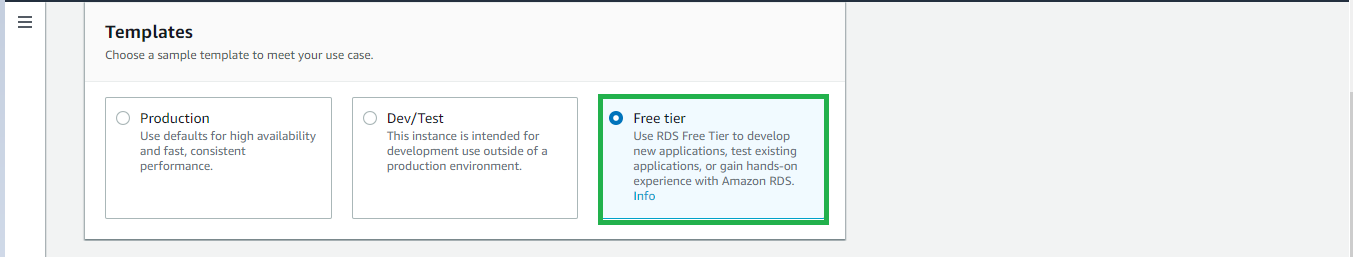 Templates
Choose a sample template to meet your use case.
Production
Use defaults for high availability
and fast, consistent
performance.
Dev/Test
This instance is intended for
development use outside of a
production environment.
Free tier
Use RDS Free Tier to develop
new applications, test existing
applications, or gain hands-on
experience with Amazon RDS.
Info